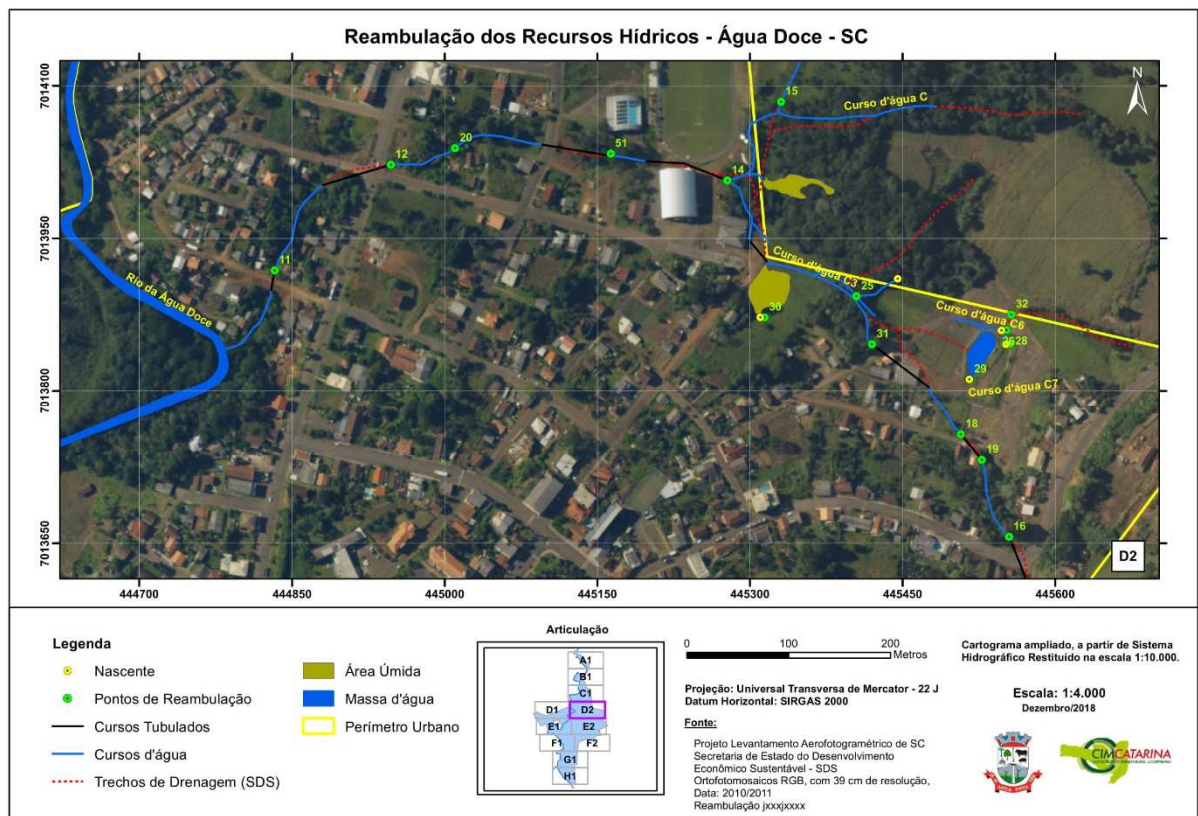 Reambulação dos Recursos Hídricos - Água Doce - SC
7014100
7013950
7013800
7013650
N
15
Curso d'água C
20
12
51
14
11
Rio da Água Doce
Curso d'água C3
25
30
32
Curso d'água C6
31
28
29
Curso d'água C7
18
19
16
D2
444700
444850
445000
445150
445300
445450
445600
Legenda
Nascente
Pontos de Reambulação
Cursos Tubulados
Cursos d'água
Trechos de Drenagem (SDS)
Área Úmida
Massa d'água
Perímetro Urbano
Articulação
A1
B1
C1
D1
D2
E1
E2
F1
F2
G1
H1
0
100
200
Metros
Projeção: Universal Transversa de Mercator - 22 J
Datum Horizontal: SIRGAS 2000
Fonte:
Projeto Levantamento Aerofotogramétrico de SC
Secretaria de Estado do Desenvolvimento
Econômico Sustentável - SDS
Ortofotomosaicos RGB, com 39 cm de resolução,
Data: 2010/2011
Reambulação jxxxjxxxx
Cartograma ampliado, a partir de Sistema
Hidrográfico Restituído na escala 1:10.000.
Escala: 1:4.000
Dezembro/2018
CIMCATARINA